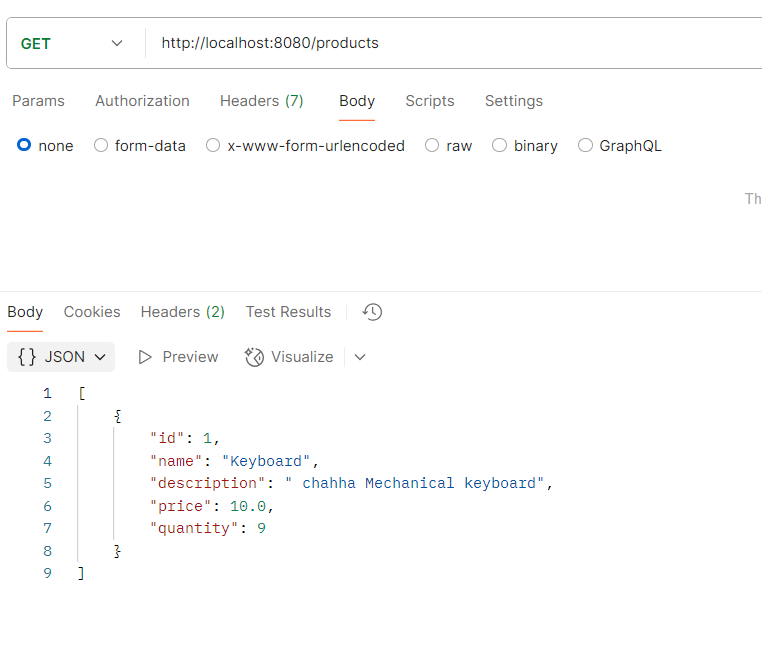 GET http://localhost:8080/products
Params Authorization Headers (7) Body Scripts Settings
none form-data x-www-form-urlencoded raw binary GraphQL
Th
Body Cookies Headers (2) Test Results
{} JSON Preview Visualize
1 [
2 {
3 "id": 1,
4 "name": "Keyboard",
5 "description": " chahha Mechanical keyboard",
6 "price": 10.0,
7 "quantity": 9
8 }
9 ]